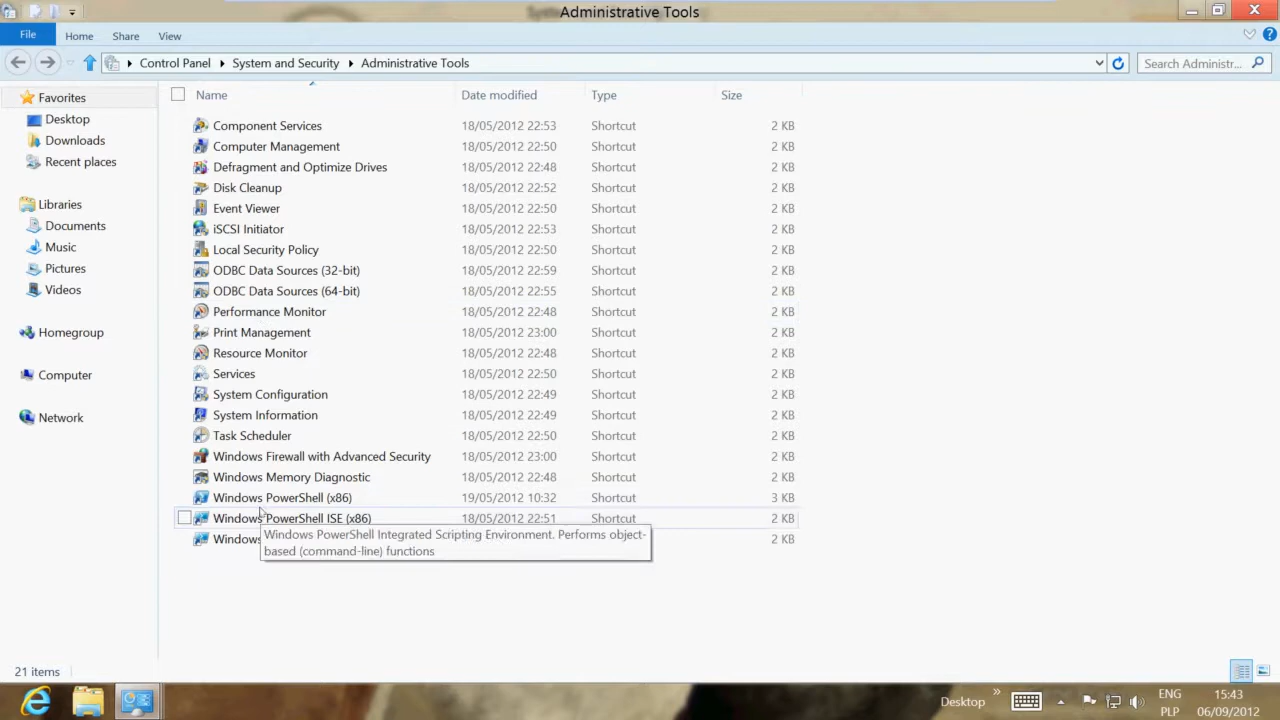 Administrative Tools
File Home Share View
Control Panel System and Security Administrative Tools Search Administr...
Name Date modified Type Size
Favorites
Desktop
Downloads
Recent places
Libraries
Documents
Music
Pictures
Videos
Homegroup
Computer
Network
Component Services 18/05/2012 22:53 Shortcut 2 KB
Computer Management 18/05/2012 22:50 Shortcut 2 KB
Defragment and Optimize Drives 18/05/2012 22:48 Shortcut 2 KB
Disk Cleanup 18/05/2012 22:52 Shortcut 2 KB
Event Viewer 18/05/2012 22:50 Shortcut 2 KB
iSCSI Initiator 18/05/2012 22:53 Shortcut 2 KB
Local Security Policy 18/05/2012 22:50 Shortcut 2 KB
ODBC Data Sources (32-bit) 18/05/2012 22:59 Shortcut 2 KB
ODBC Data Sources (64-bit) 18/05/2012 22:55 Shortcut 2 KB
Performance Monitor 18/05/2012 22:48 Shortcut 2 KB
Print Management 18/05/2012 23:00 Shortcut 2 KB
Resource Monitor 18/05/2012 22:48 Shortcut 2 KB
Services 18/05/2012 22:50 Shortcut 2 KB
System Configuration 18/05/2012 22:49 Shortcut 2 KB
System Information 18/05/2012 22:49 Shortcut 2 KB
Task Scheduler 18/05/2012 22:50 Shortcut 2 KB
Windows Firewall with Advanced Security 18/05/2012 23:00 Shortcut 2 KB
Windows Memory Diagnostic 18/05/2012 22:48 Shortcut 2 KB
Windows PowerShell (x86) 19/05/2012 10:32 Shortcut 3 KB
Windows PowerShell ISE (x86) 18/05/2012 22:51 Shortcut 2 KB
Windows 18/05/2012 22:50 Shortcut 2 KB
Windows PowerShell Integrated Scripting Environment. Performs object-
based (command-line) functions
21 items
Desktop ENG 15:43
PLP 06/09/2012